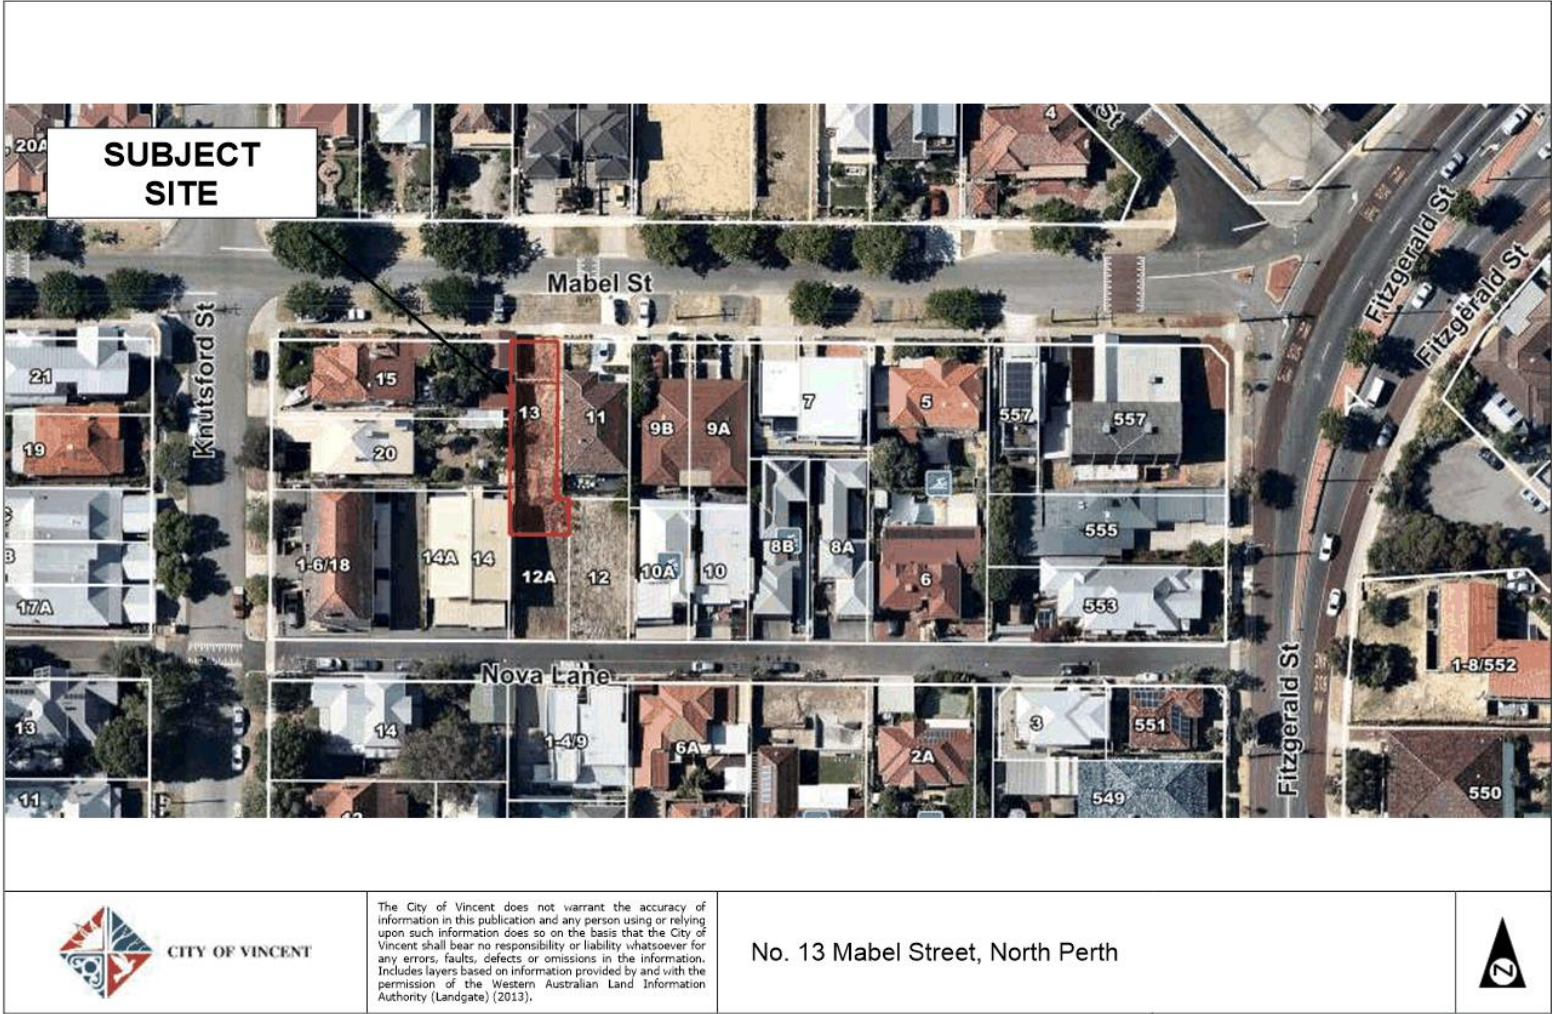 4
St
20A
SUBJECT
SITE
Fitzgerald St
Fitzgerald St
Mabel St
Knutsford St
21
15
13
11
9B
9A
7
5
557
557
19
20
1-6/18
14A
14
12A
12
10A
10
8B
8A
6
555
553
17A
Nova Lane
Fitzgerald St
1-8/552
13
14
1-4/9
6A
2A
3
551
11
549
550
CITY OF VINCENT
The City of Vincent does not warrant the accuracy of
information in this publication and any person using or relying
upon such information does so on the basis that the City of
Vincent shall bear no responsibility or liability whatsoever for
any errors, faults, defects or omissions in the information.
Includes layers based on information provided by and with the
permission of the Western Australian Land Information
Authority (Landgate) (2013).
No. 13 Mabel Street, North Perth
N